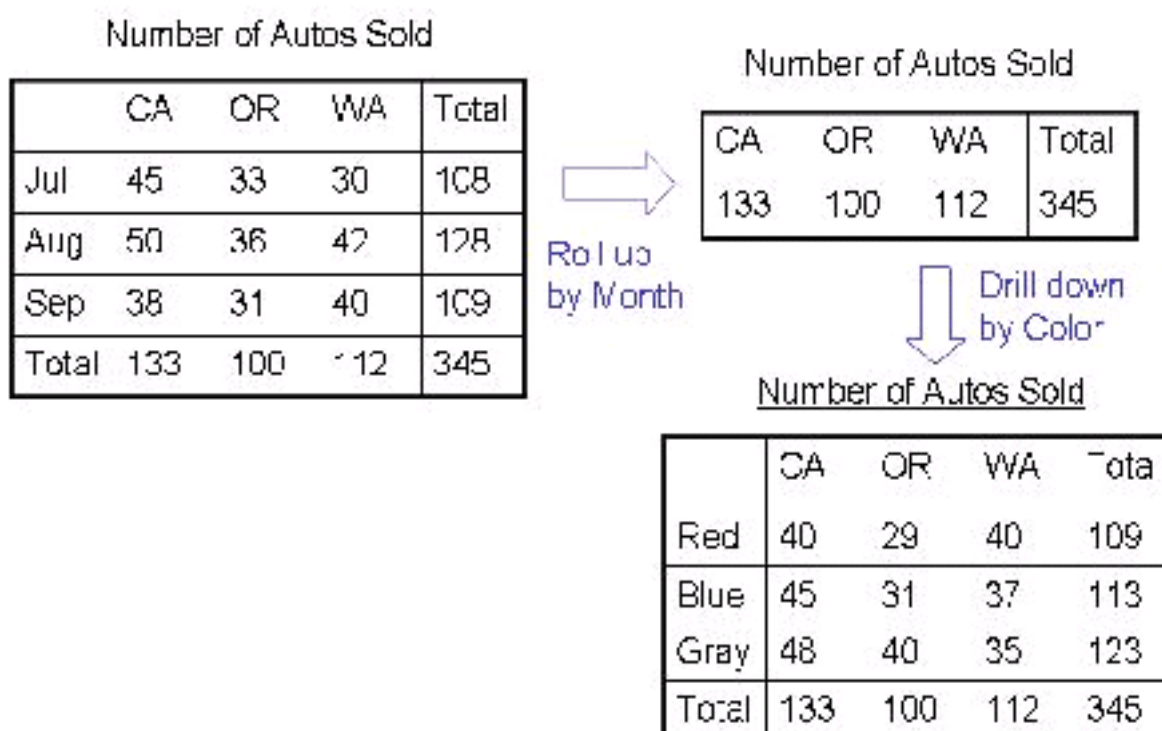 Number of Autos Sold
CA OR WA Total
Jul 45 33 30 108
Aug 50 36 42 128
Sep 38 31 40 109
Total 133 100 112 345
Roll up
by Month
Number of Autos Sold
CA OR WA Total
133 100 112 345
Drill down
by Color
Number of Autos Sold
CA OR WA Tota
Red 40 29 40 109
Blue 45 31 37 113
Gray 48 40 35 123
Total 133 100 112 345